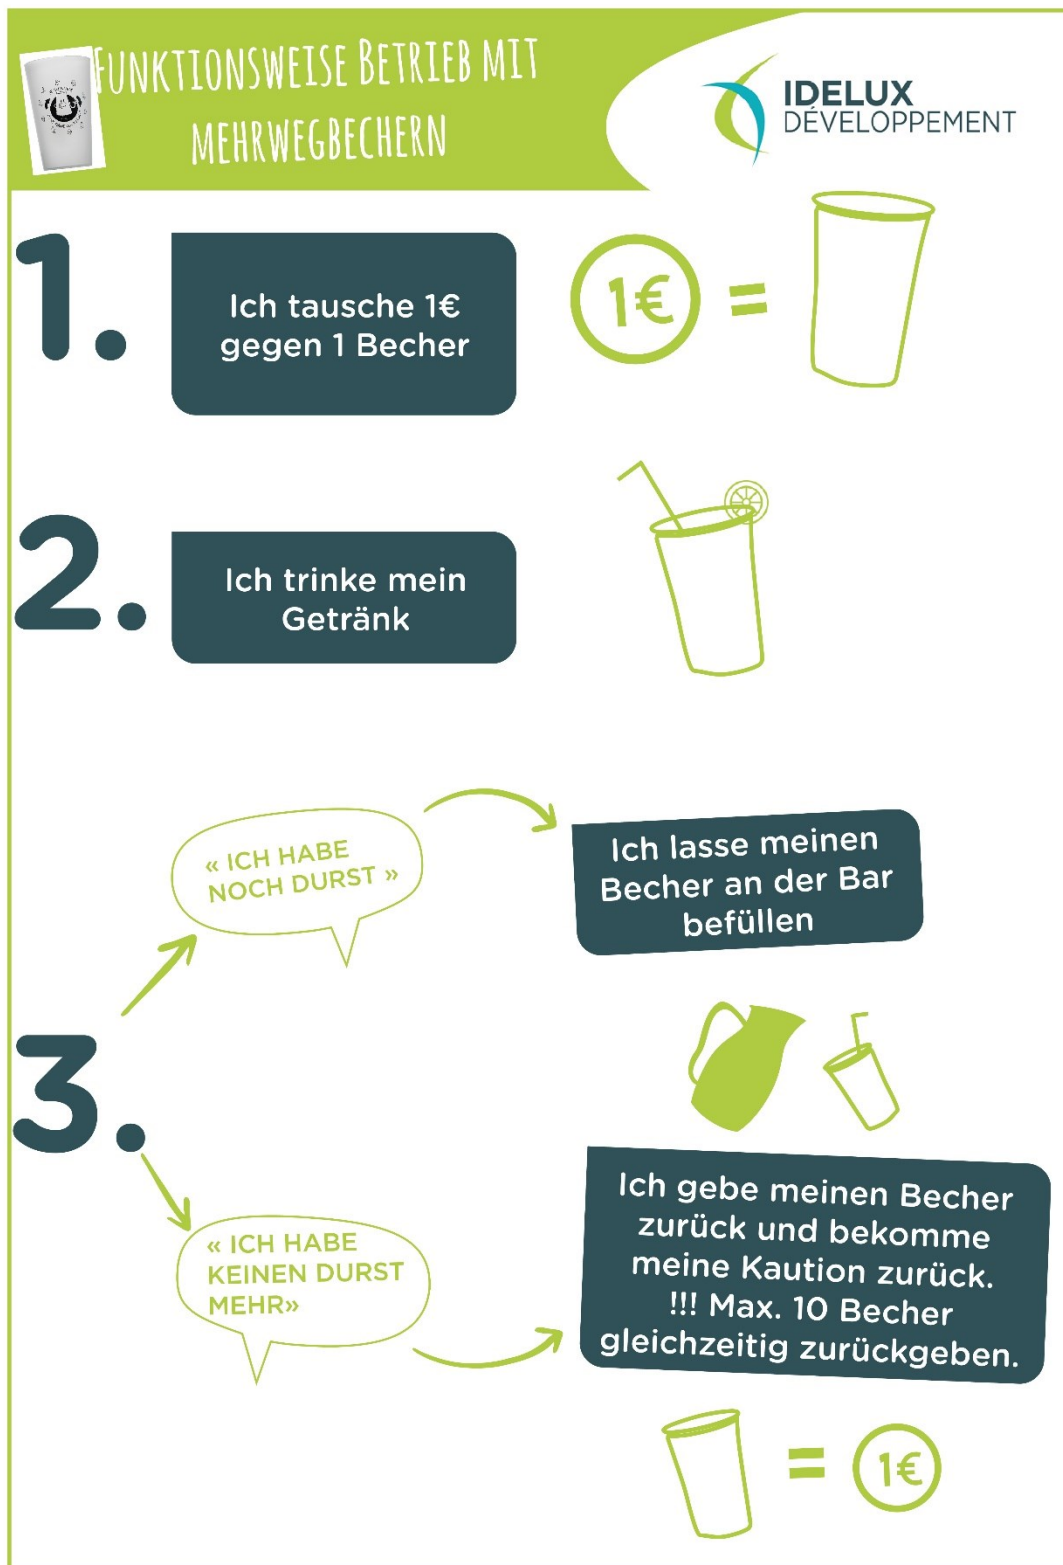 FUNKTIONSWEISE BETRIEB MIT
MEHRWEGBECHERN
IDELUX
DÉVELOPPEMENT
1.
Ich tausche 1€
gegen 1 Becher
1€ =
2.
Ich trinke mein
Getränk
3.
« ICH HABE
NOCH DURST »
Ich lasse meinen
Becher an der Bar
befüllen
« ICH HABE
KEINEN DURST
MEHR»
Ich gebe meinen Becher
zurück und bekomme
meine Kaution zurück.
!!! Max. 10 Becher
gleichzeitig zurückgeben.
= 1€